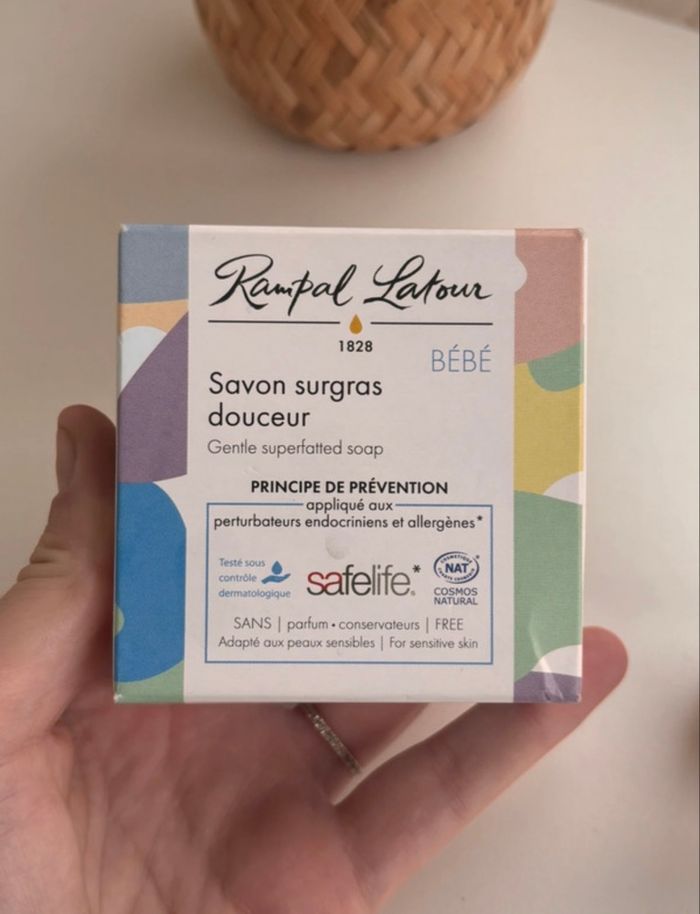 Rampal Latour
1828
BÉBÉ
Savon surgras
douceur
Gentle superfatted soap
PRINCIPE DE PRÉVENTION
appliqué aux
perturbateurs endocriniens et allergènes*
Testé sous
contrôle
dermatologique
safelife.*
NAT
COSMOS
NATURAL
SANS | parfum • conservateurs | FREE
Adapté aux peaux sensibles | For sensitive skin